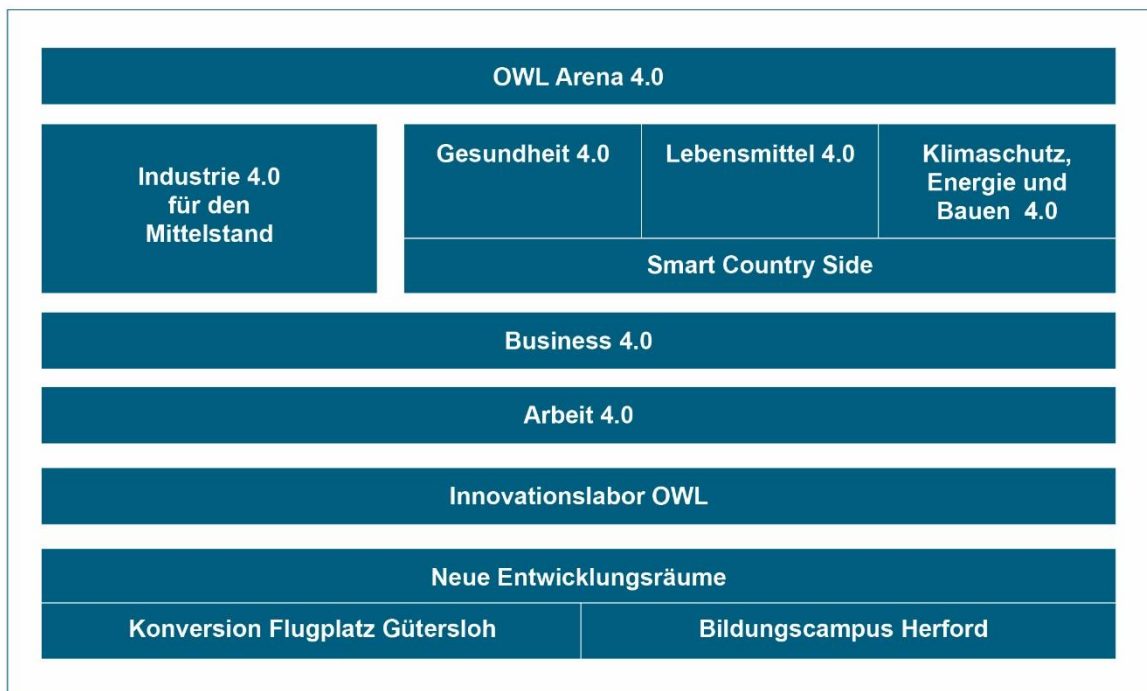 OWL Arena 4.0
Industrie 4.0
für den
Mittelstand
Gesundheit 4.0
Lebensmittel 4.0
Klimaschutz,
Energie und
Bauen 4.0
Smart Country Side
Business 4.0
Arbeit 4.0
Innovationslabor OWL
Neue Entwicklungsräume
Konversion Flugplatz Gütersloh
Bildungscampus Herford